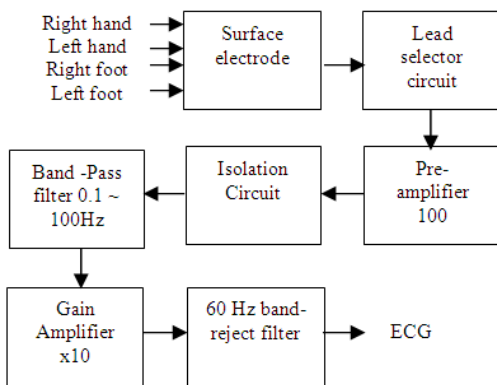 Right hand
Left hand
Right foot
Left foot
Surface
electrode
Lead
selector
circuit
Band -Pass
filter 0.1 ~
100Hz
Isolation
Circuit
Pre-
amplifier
100
Gain
Amplifier
x10
60 Hz band-
reject filter
ECG